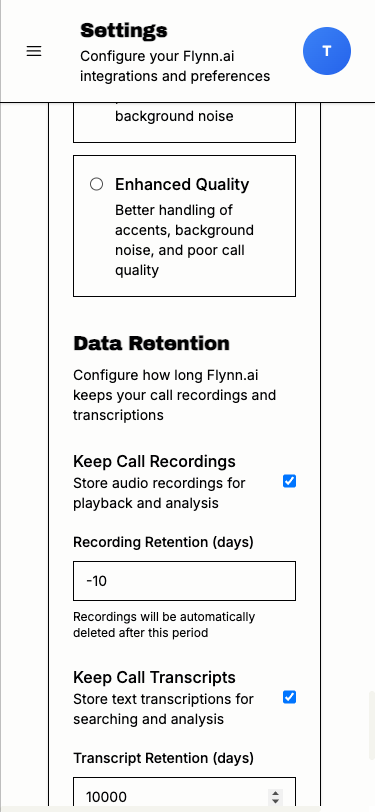 Settings
Configure your Flynn.ai
integrations and preferences
T
background noise
Enhanced Quality
Better handling of
accents, background
noise, and poor call
quality
Data Retention
Configure how long Flynn.ai
keeps your call recordings and
transcriptions
Keep Call Recordings
Store audio recordings for
playback and analysis
Recording Retention (days)
-10
Recordings will be automatically
deleted after this period
Keep Call Transcripts
Store text transcriptions for
searching and analysis
Transcript Retention (days)
10000